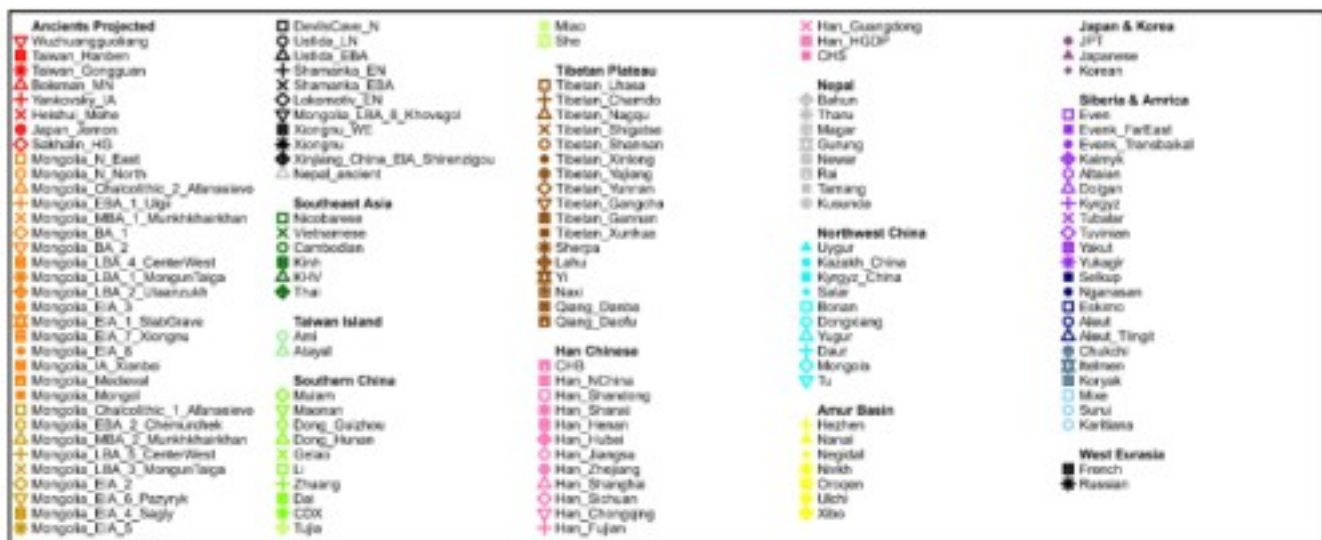 Ancients Projected
Wuzhuangguoliang
Taiwan_Hanben
Taiwan_Gongguan
Boisman_MN
Yankovsky_IA
Heishui_Mohe
Japan_Jomon
Sakhalin_HG
Mongolia_N_East
Mongolia_N_North
Mongolia_Chalcolithic_2_Afanasievo
Mongolia_EBA_1_Ulgii
Mongolia_MBA_1_Munkhkhairkhan
Mongolia_BA_1
Mongolia_BA_2
Mongolia_LBA_4_CenterWest
Mongolia_LBA_1_MongunTaiga
Mongolia_LBA_2_Ulaanzukh
Mongolia_EIA_3
Mongolia_EIA_1_SlabGrave
Mongolia_EIA_7_Xiongnu
Mongolia_EIA_8
Mongolia_IA_Xianbei
Mongolia_Medieval
Mongolia_Mongol
Mongolia_Chalcolithic_1_Afanasievo
Mongolia_EBA_2_Chemurchek
Mongolia_MBA_2_Munkhkhairkhan
Mongolia_LBA_5_CenterWest
Mongolia_LBA_3_MongunTaiga
Mongolia_EIA_2
Mongolia_EIA_6_Pazyryk
Mongolia_EIA_4_Sagly
Mongolia_EIA_5
DevilsCave_N
UstIda_LN
UstIda_EBA
Shamanka_EN
Shamanka_EBA
Lokomotiv_EN
Mongolia_LBA_6_Khovsgol
Xiongnu_WE
Xiongnu
Xinjiang_China_EIA_Shirenzigou
Nepal_ancient
Southeast Asia
Nicobarese
Vietnamese
Cambodian
Kinh
KHV
Thai
Taiwan Island
Ami
Atayal
Southern China
Mulam
Maonan
Dong_Guizhou
Dong_Hunan
Gelao
Li
Zhuang
Dai
CDX
Tujia
Miao
She
Tibetan Plateau
Tibetan_Lhasa
Tibetan_Chamdo
Tibetan_Nagqu
Tibetan_Shigatse
Tibetan_Shannan
Tibetan_Xinlong
Tibetan_Yajiang
Tibetan_Yunnan
Tibetan_Gangcha
Tibetan_Gannan
Tibetan_Xunhua
Sherpa
Lahu
Yi
Naxi
Qiang_Danba
Qiang_Daofu
Han Chinese
CHB
Han_NChina
Han_Shandong
Han_Shanxi
Han_Henan
Han_Hubei
Han_Jiangsu
Han_Zhejiang
Han_Shanghai
Han_Sichuan
Han_Chongqing
Han_Fujian
Han_Guangdong
Han_HGDP
CHS
Nepal
Bahun
Tharu
Magar
Gurung
Newar
Rai
Tamang
Kusunda
Northwest China
Uygur
Kazakh_China
Kyrgyz_China
Salar
Bonan
Dongxiang
Yugur
Daur
Mongola
Tu
Amur Basin
Hezhen
Nanai
Negidal
Nivkh
Oroqen
Ulchi
Xibo
Japan & Korea
JPT
Japanese
Korean
Siberia & Amrica
Even
Evenk_FarEast
Evenk_Transbaikal
Kalmyk
Altaian
Dolgan
Kyrgyz
Tubalar
Tuvinian
Yakut
Yukagir
Selkup
Nganasan
Eskimo
Aleut
Aleut_Tlingit
Chukchi
Itelmen
Koryak
Mixe
Surui
Karitiana
West Eurasia
French
Russian